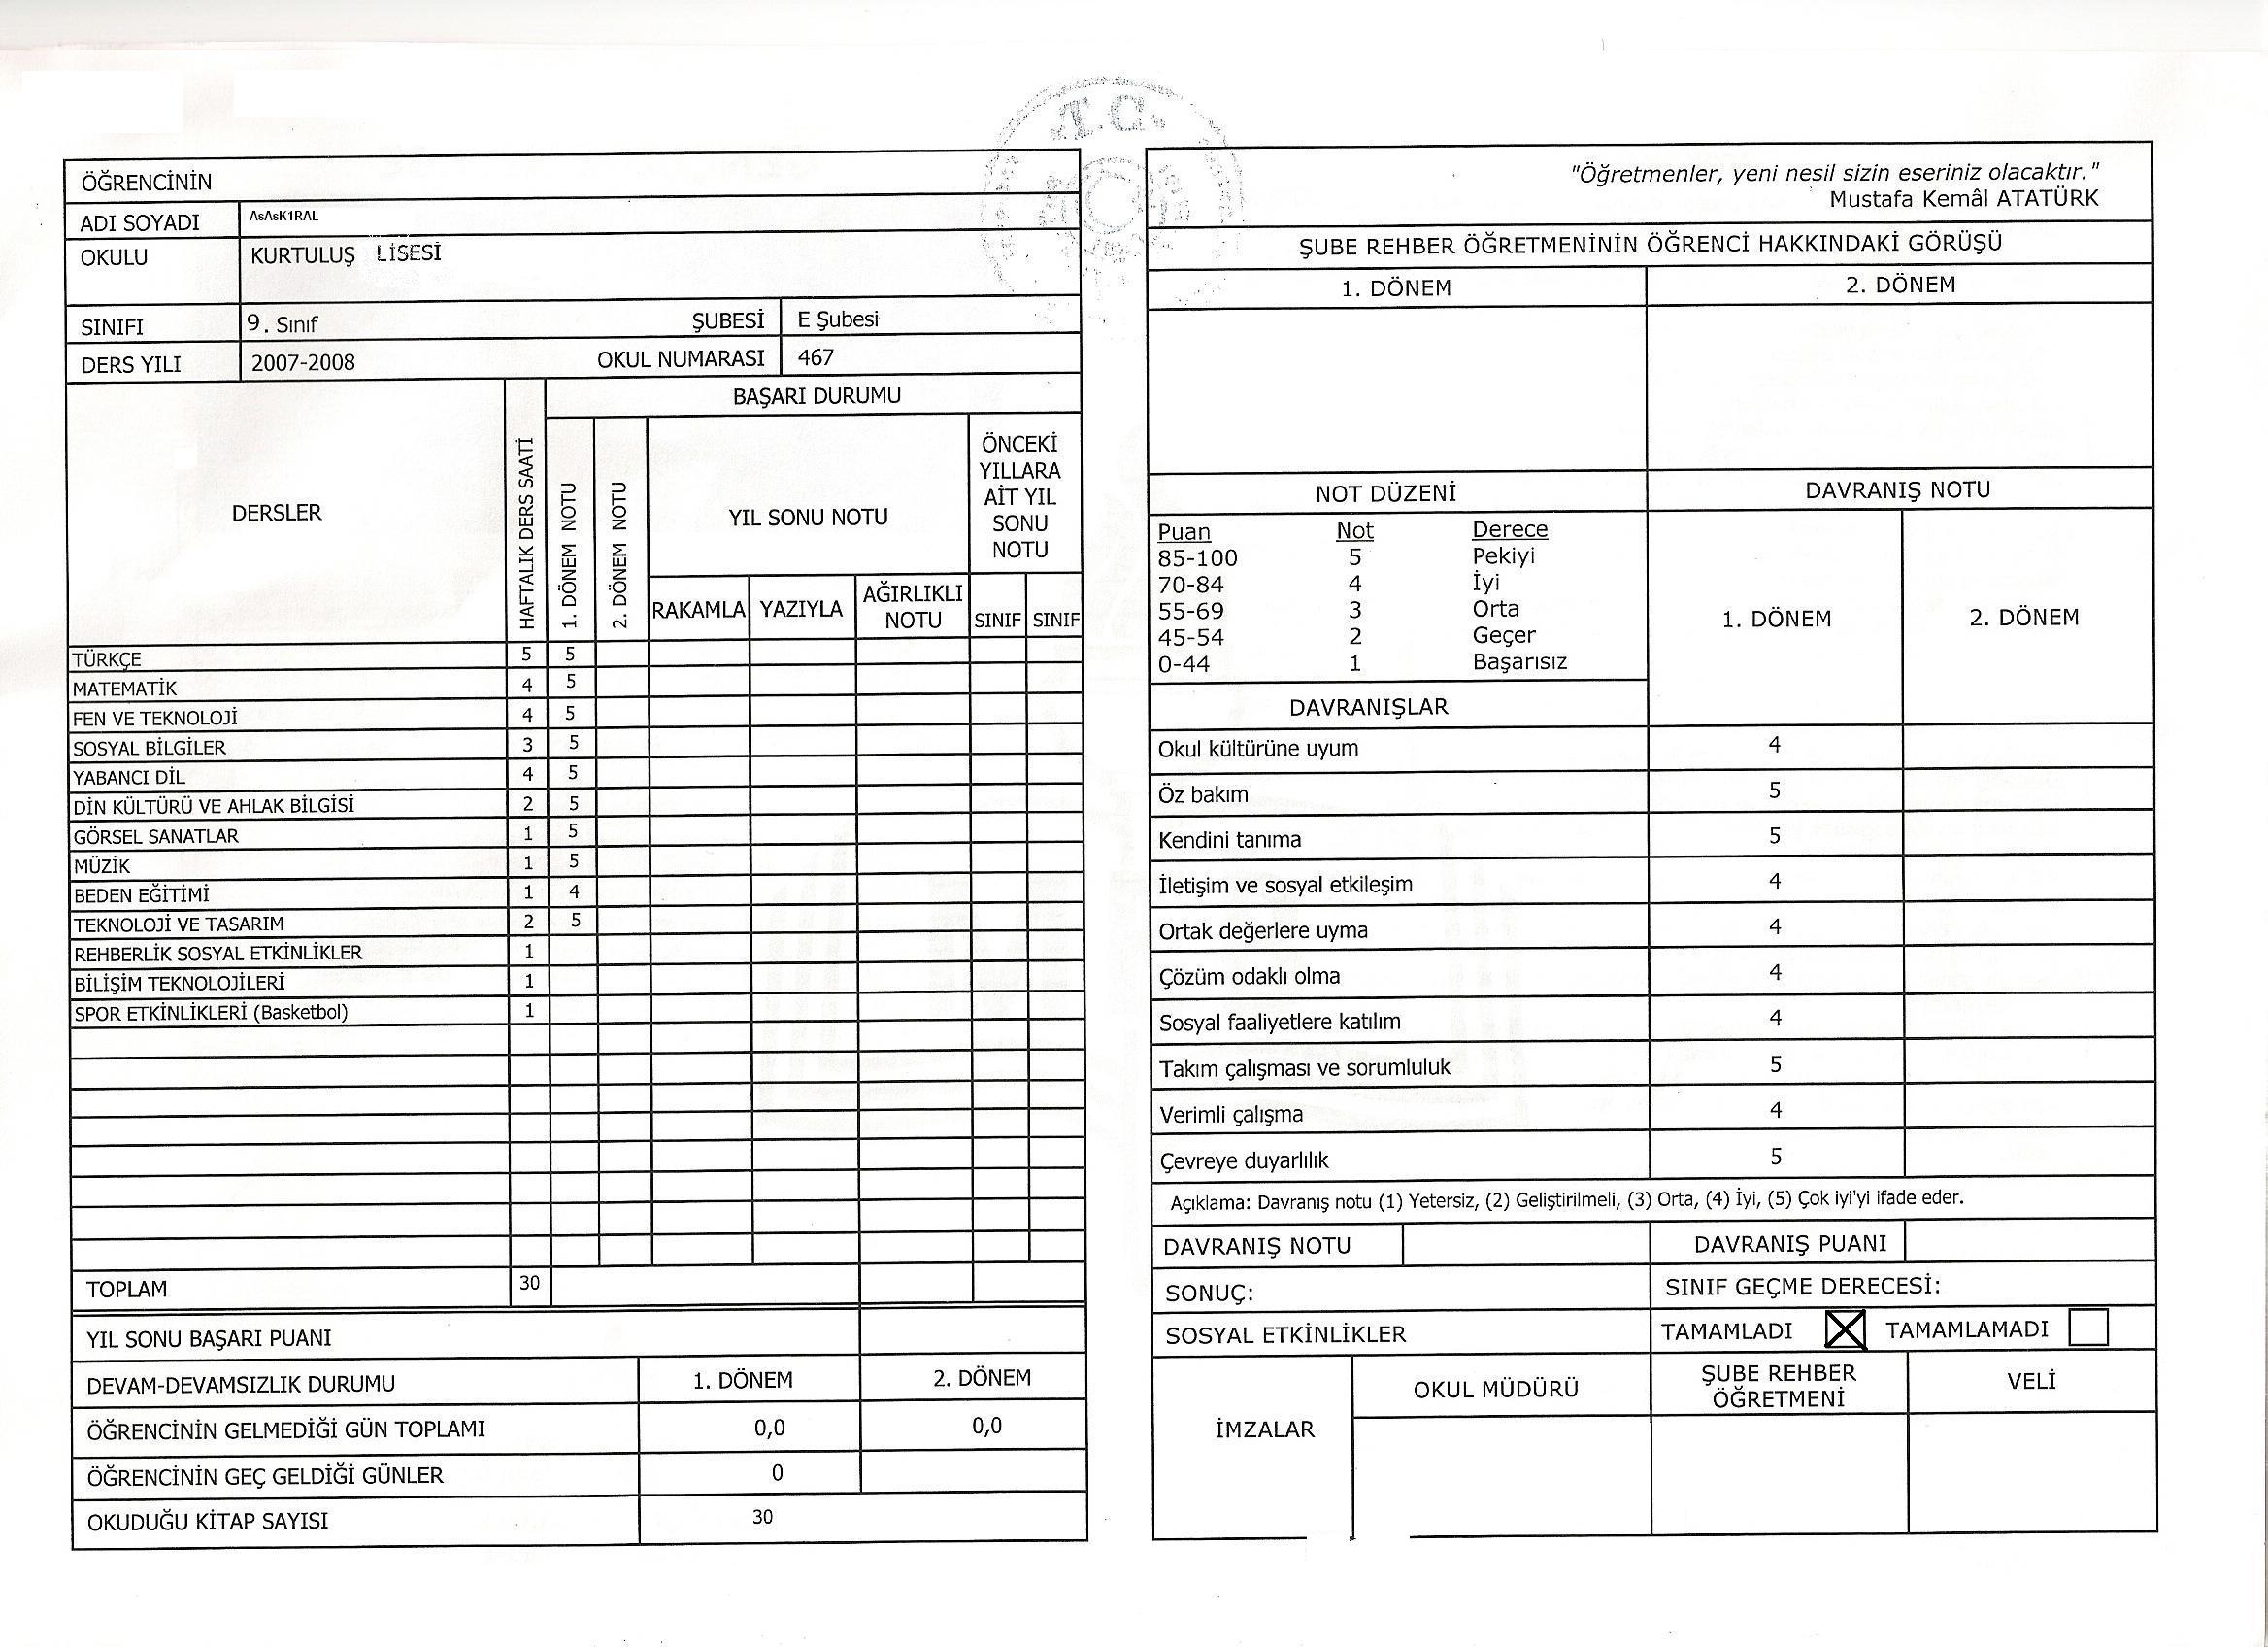 T.C.
ÖĞRENCİNİN
ADI SOYADI AsAsK1RAL
OKULU KURTULUŞ LİSESİ
SINIFI 9. Sınıf ŞUBESİ E Şubesi
DERS YILI 2007-2008 OKUL NUMARASI 467
DERSLER
HAFTALIK DERS SAATİ
BAŞARI DURUMU
1. DÖNEM NOTU
2. DÖNEM NOTU
YIL SONU NOTU
ÖNCEKİ
YILLARA
AİT YIL
SONU
NOTU
RAKAMLA YAZIYLA AĞIRLIKLI
NOTU SINIF SINIF
TÜRKÇE 5 5
MATEMATİK 4 5
FEN VE TEKNOLOJİ 4 5
SOSYAL BİLGİLER 3 5
YABANCI DİL 4 5
DİN KÜLTÜRÜ VE AHLAK BİLGİSİ 2 5
GÖRSEL SANATLAR 1 5
MÜZİK 1 5
BEDEN EĞİTİMİ 1 4
TEKNOLOJİ VE TASARIM 2 5
REHBERLİK SOSYAL ETKİNLİKLER 1
BİLİŞİM TEKNOLOJİLERİ 1
SPOR ETKİNLİKLERİ (Basketbol) 1
TOPLAM 30
YIL SONU BAŞARI PUANI
DEVAM-DEVAMSIZLIK DURUMU 1. DÖNEM 2. DÖNEM
ÖĞRENCİNİN GELMEDİĞİ GÜN TOPLAMI 0,0 0,0
ÖĞRENCİNİN GEÇ GELDİĞİ GÜNLER 0
OKUDUĞU KİTAP SAYISI 30
"Öğretmenler, yeni nesil sizin eseriniz olacaktır."
Mustafa Kemâl ATATÜRK
ŞUBE REHBER ÖĞRETMENİNİN ÖĞRENCİ HAKKINDAKİ GÖRÜŞÜ
1. DÖNEM 2. DÖNEM
NOT DÜZENİ DAVRANIŞ NOTU
Puan Not Derece
85-100 5 Pekiyi
70-84 4 İyi
55-69 3 Orta
45-54 2 Geçer
0-44 1 Başarısız
1. DÖNEM 2. DÖNEM
DAVRANIŞLAR
Okul kültürüne uyum 4
Öz bakım 5
Kendini tanıma 5
İletişim ve sosyal etkileşim 4
Ortak değerlere uyma 4
Çözüm odaklı olma 4
Sosyal faaliyetlere katılım 4
Takım çalışması ve sorumluluk 5
Verimli çalışma 4
Çevreye duyarlılık 5
Açıklama: Davranış notu (1) Yetersiz, (2) Geliştirilmeli, (3) Orta, (4) İyi, (5) Çok iyi'yi ifade eder.
DAVRANIŞ NOTU DAVRANIŞ PUANI
SONUÇ: SINIF GEÇME DERECESİ:
SOSYAL ETKİNLİKLER TAMAMLADI TAMAMLAMADI
İMZALAR
OKUL MÜDÜRÜ
ŞUBE REHBER
ÖĞRETMENİ
VELİ